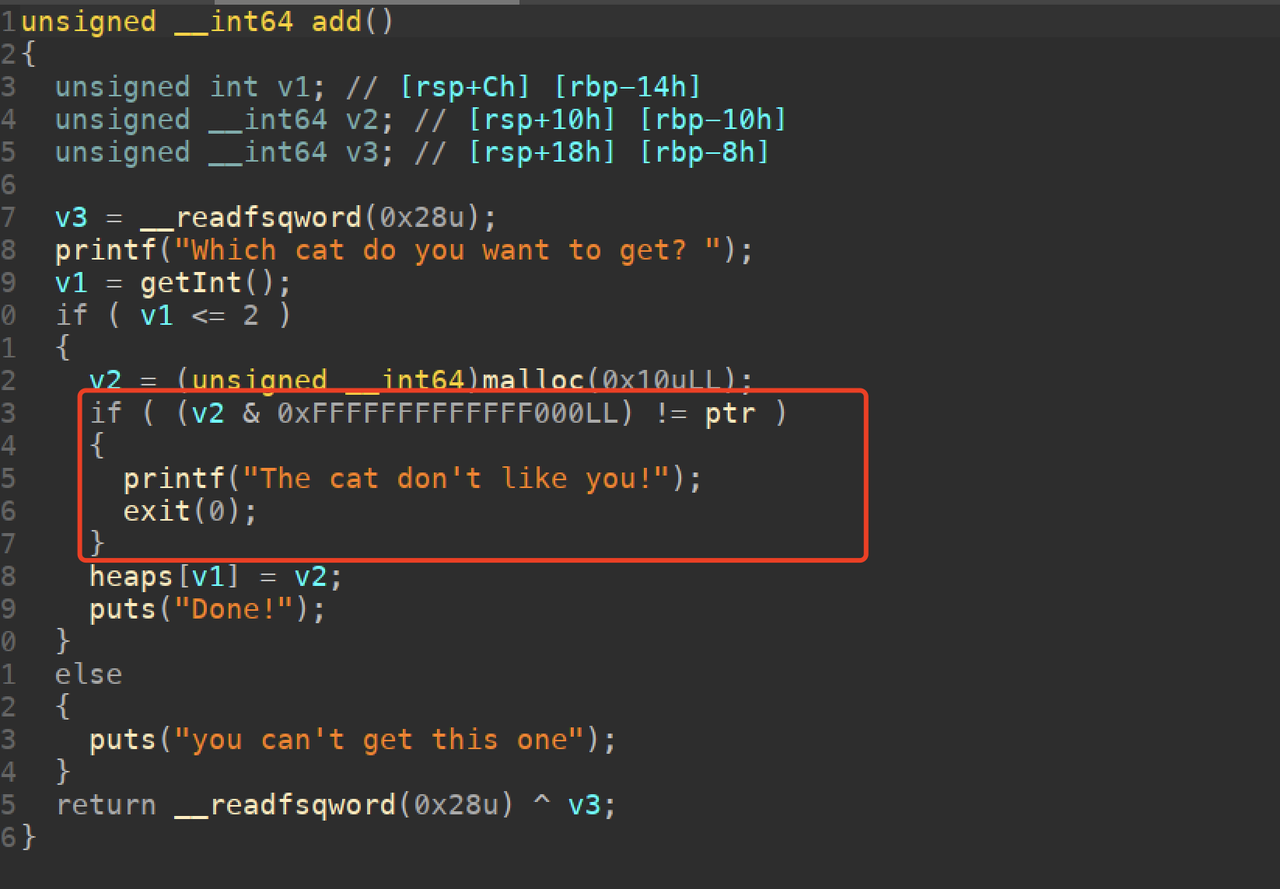 1 unsigned __int64 add()
2 {
3   unsigned int v1; // [rsp+Ch] [rbp-14h]
4   unsigned __int64 v2; // [rsp+10h] [rbp-10h]
5   unsigned __int64 v3; // [rsp+18h] [rbp-8h]
6
7   v3 = __readfsqword(0x28u);
8   printf("Which cat do you want to get? ");
9   v1 = getInt();
0   if ( v1 <= 2 )
1   {
2     v2 = (unsigned __int64)malloc(0x10uLL);
3     if ( (v2 & 0xFFFFFFFFFFFFF000LL) != ptr )
4     {
5       printf("The cat don't like you!");
6       exit(0);
7     }
8     heaps[v1] = v2;
9     puts("Done!");
0   }
1   else
2   {
3     puts("you can't get this one");
4   }
5   return __readfsqword(0x28u) ^ v3;
6 }